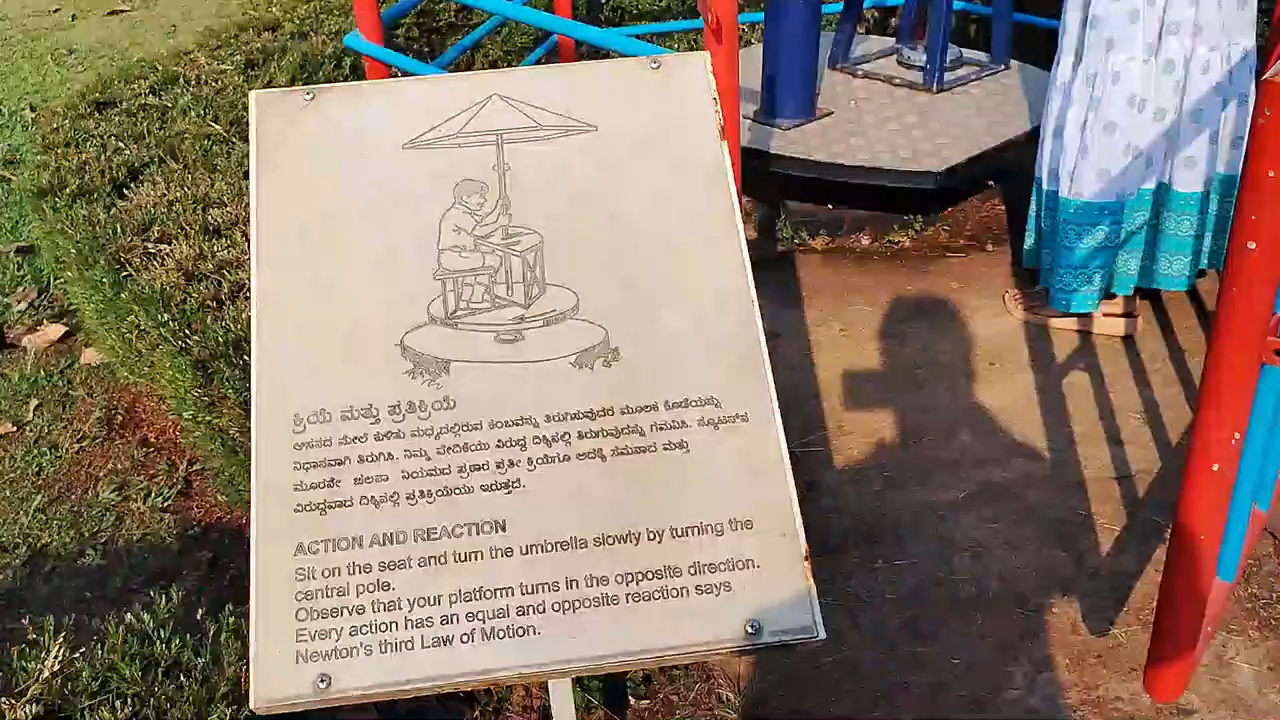 ಕ್ರಿಯೆ ಮತ್ತು ಪ್ರತಿಕ್ರಿಯೆ
ಆಸನದ ಮೇಲೆ ಕುಳಿತು ಮಧ್ಯದಲ್ಲಿರುವ ಕಂಬವನ್ನು ತಿರುಗಿಸುವುದರ ಮೂಲಕ ಕೊಡೆಯನ್ನು
ನಿಧಾನವಾಗಿ ತಿರುಗಿಸಿ. ನಿಮ್ಮ ವೇದಿಕೆಯು ವಿರುದ್ಧ ದಿಕ್ಕಿನಲ್ಲಿ ತಿರುಗುವುದನ್ನು ಗಮನಿಸಿ. ನ್ಯೂಟನ್‌ನ
ಮೂರನೇ ಚಲನಾ ನಿಯಮದ ಪ್ರಕಾರ ಪ್ರತೀ ಕ್ರಿಯೆಗೂ ಅದಕ್ಕೆ ಸಮನಾದ ಮತ್ತು
ವಿರುದ್ಧವಾದ ದಿಕ್ಕಿನಲ್ಲಿ ಪ್ರತಿಕ್ರಿಯೆಯು ಇರುತ್ತದೆ.
ACTION AND REACTION
Sit on the seat and turn the umbrella slowly by turning the
central pole.
Observe that your platform turns in the opposite direction.
Every action has an equal and opposite reaction says
Newton's third Law of Motion.